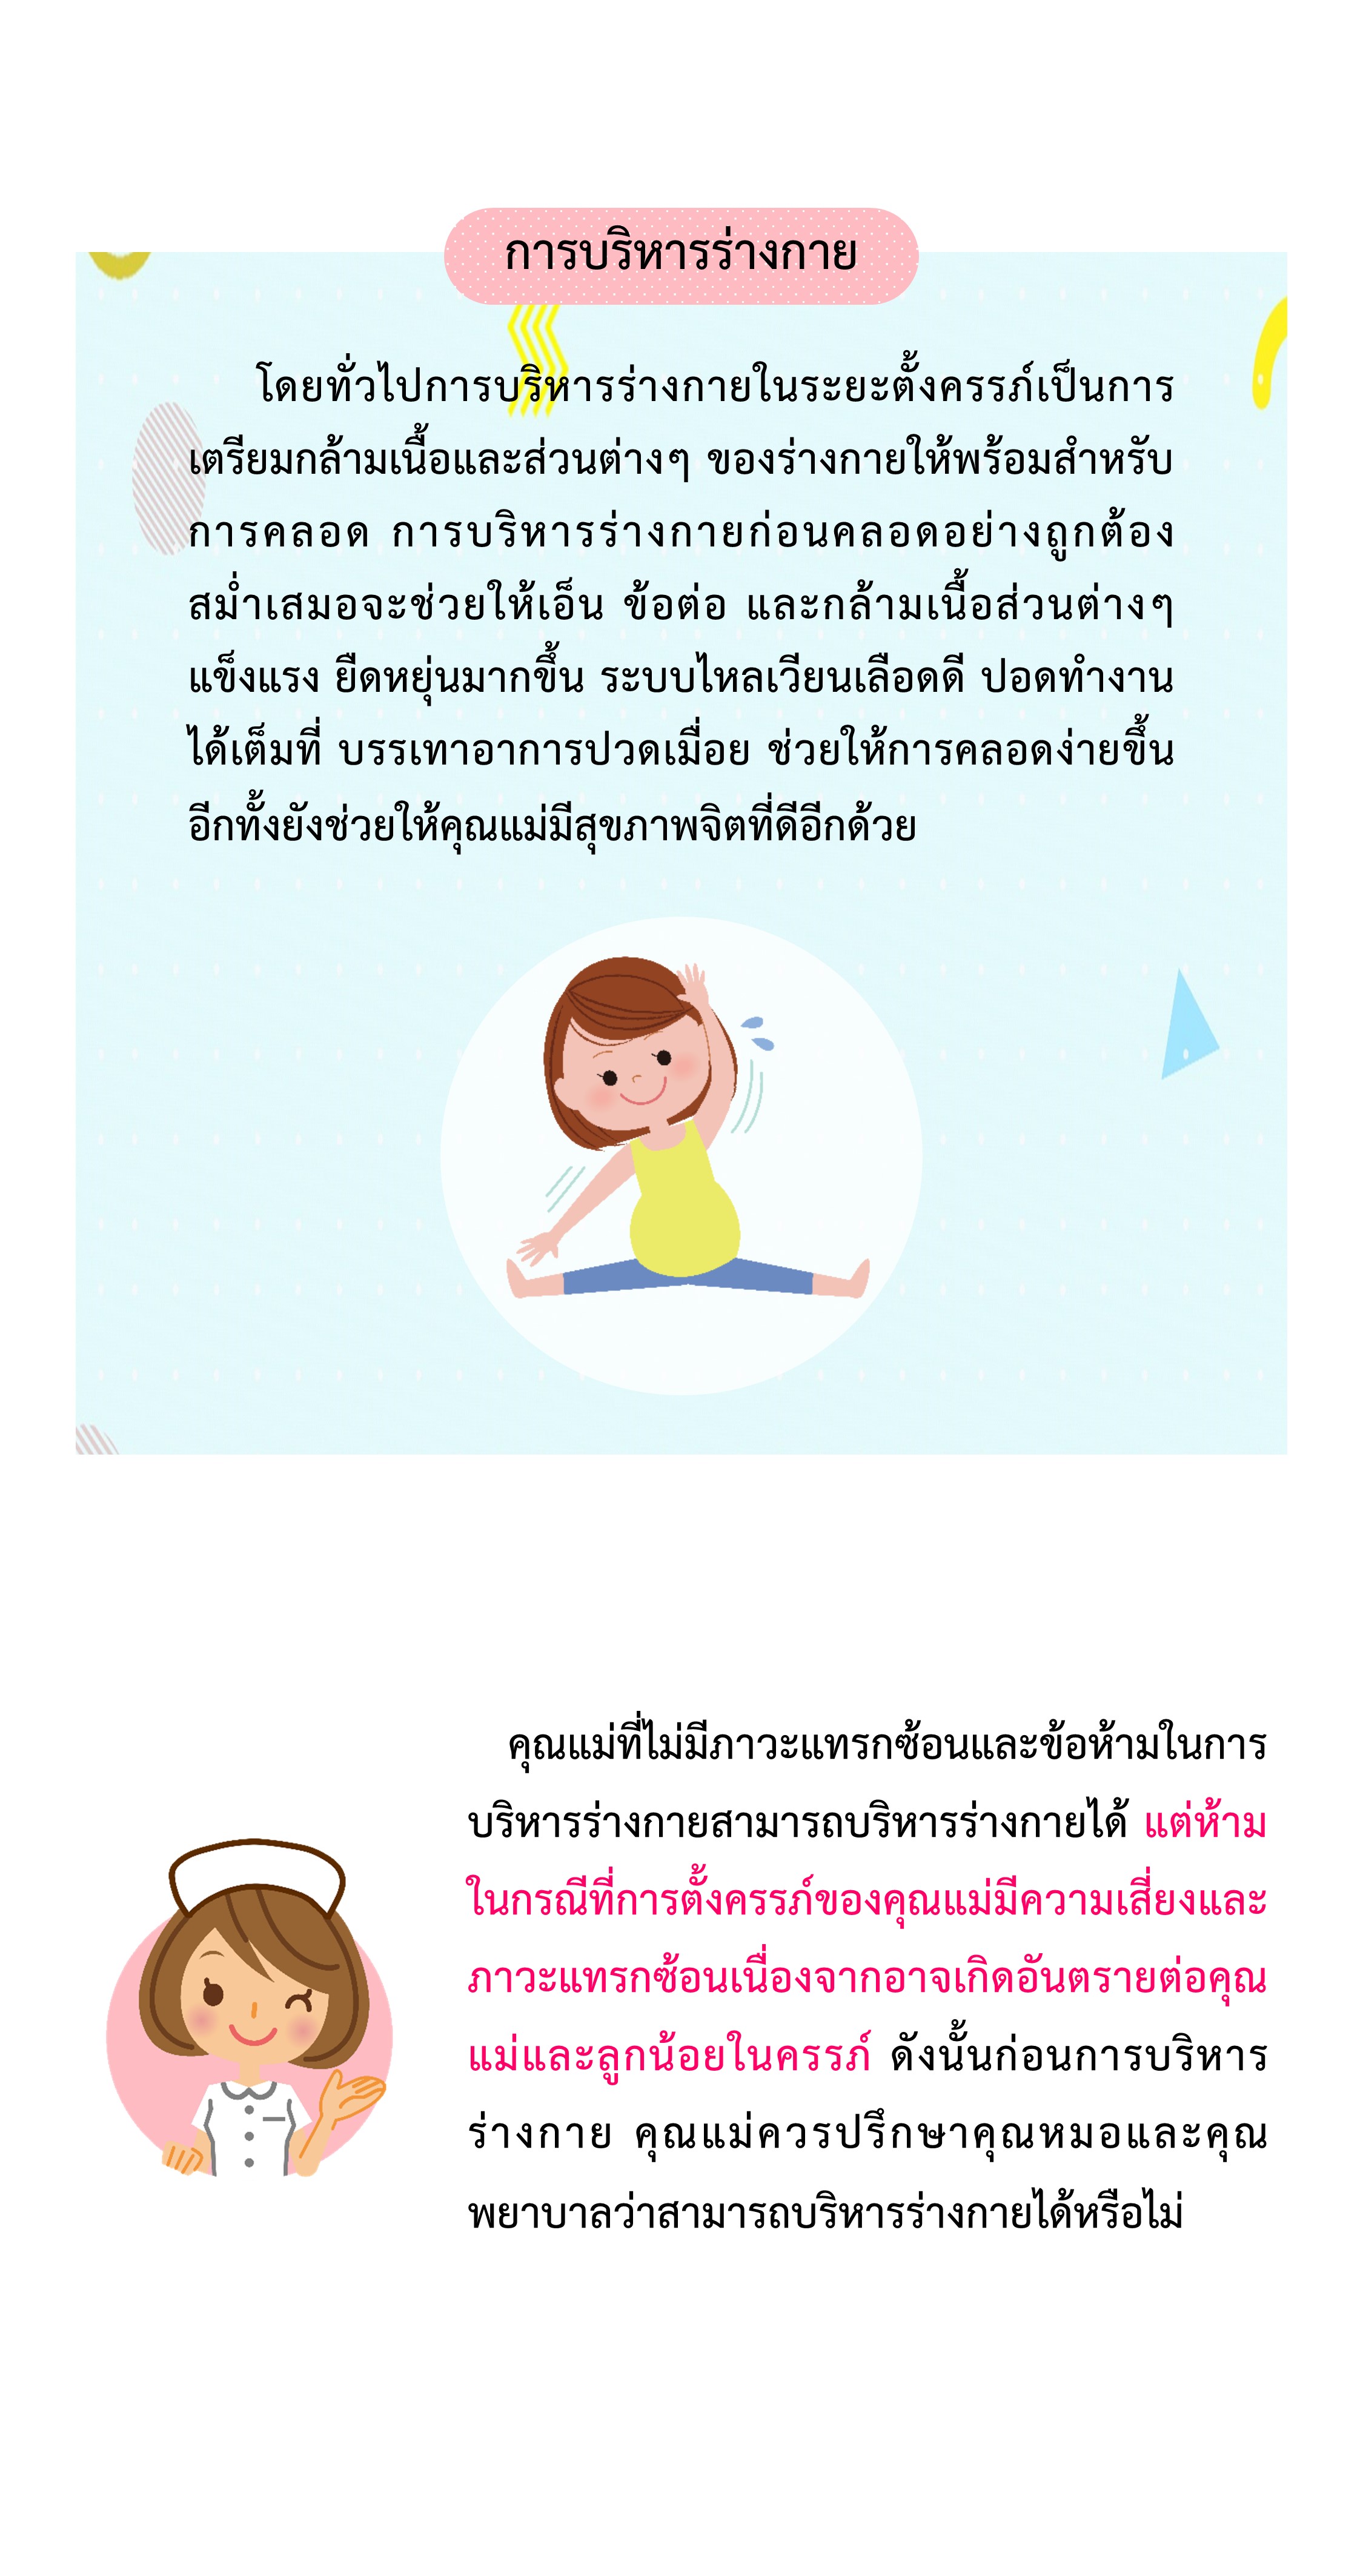 การบริหารร่างกาย
โดยทั่วไปการบริหารร่างกายในระยะตั้งครรภ์เป็นการ
เตรียมกล้ามเนื้อและส่วนต่างๆ ของร่างกายให้พร้อมสำหรับ
การคลอด การบริหารร่างกายก่อนคลอดอย่างถูกต้อง
สม่ำเสมอจะช่วยให้เอ็น ข้อต่อ และกล้ามเนื้อส่วนต่างๆ
แข็งแรง ยืดหยุ่นมากขึ้น ระบบไหลเวียนเลือดดี ปอดทำงาน
ได้เต็มที่ บรรเทาอาการปวดเมื่อย ช่วยให้การคลอดง่ายขึ้น
อีกทั้งยังช่วยให้คุณแม่มีสุขภาพจิตที่ดีอีกด้วย
คุณแม่ที่ไม่มีภาวะแทรกซ้อนและข้อห้ามในการ
บริหารร่างกายสามารถบริหารร่างกายได้ แต่ห้าม
ในกรณีที่การตั้งครรภ์ของคุณแม่มีความเสี่ยงและ
ภาวะแทรกซ้อนเนื่องจากอาจเกิดอันตรายต่อคุณ
แม่และลูกน้อยในครรภ์ ดังนั้นก่อนการบริหาร
ร่างกาย คุณแม่ควรปรึกษาคุณหมอและคุณ
พยาบาลว่าสามารถบริหารร่างกายได้หรือไม่